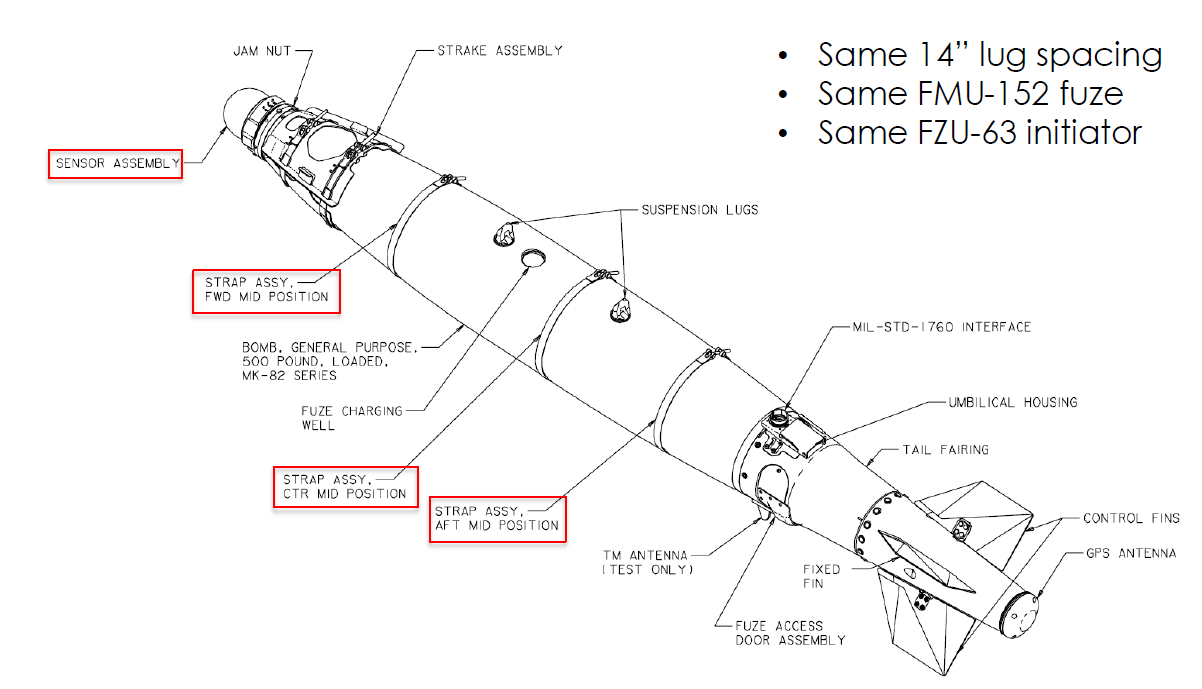 • Same 14” lug spacing
• Same FMU-152 fuze
• Same FZU-63 initiator
JAM NUT
STRAKE ASSEMBLY
SENSOR ASSEMBLY
SUSPENSION LUGS
STRAP ASSY,
FWD MID POSITION
MIL-STD-1760 INTERFACE
BOMB, GENERAL PURPOSE,
500 POUND, LOADED,
MK-82 SERIES
FUZE CHARGING
WELL
UMBILICAL HOUSING
TAIL FAIRING
STRAP ASSY,
CTR MID POSITION
STRAP ASSY,
AFT MID POSITION
CONTROL FINS
GPS ANTENNA
TM ANTENNA
(TEST ONLY)
FIXED
FIN
FUZE ACCESS
DOOR ASSEMBLY